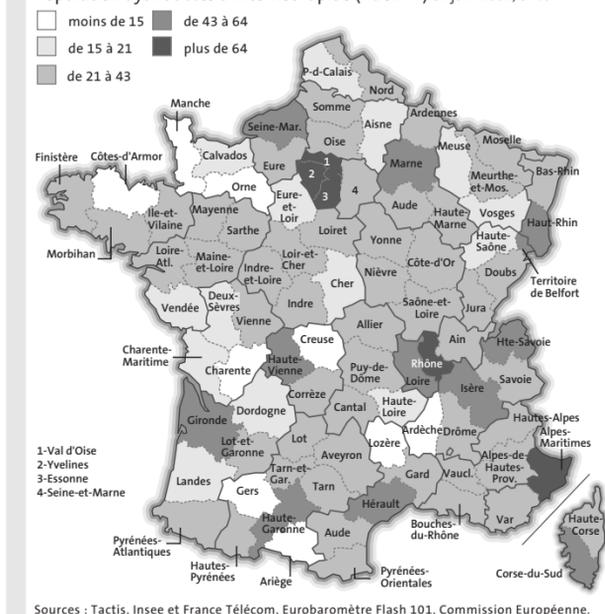 moins de 15
de 43 à 64
de 15 à 21
plus de 64
de 21 à 43
P-d-Calais
Nord
Manche
Somme
Ardennes
Seine-Mar.
Aisne
Oise
Moselle
Meuse
Finistère
Côtes-d'Armor
Calvados
Eure
1
Marne
Meurthe-
et-Mos.
Bas-Rhin
2
Orne
3
4
Eure-
et-
Loir
Aude
Haute-
Marne
Vosges
Haut-Rhin
Ile-et-
Vilaine
Mayenne
Sarthe
Loiret
Yonne
Haute-
Saône
Morbihan
Loire-
Atl.
Maine-
et-Loire
Indre-
et-Loire
Loir-et-
Cher
Cher
Nièvre
Côte-d'Or
Doubs
Territoire
de Belfort
Vendée
Deux-
Sèvres
Vienne
Indre
Saône-et-
Loire
Jura
Allier
Charente-
Maritime
Charente
Haute-
Vienne
Creuse
Puy-de-
Dôme
Rhône
Loire
Ain
Hte-Savoie
Isère
Savoie
Corrèze
Cantal
Haute-
Loire
Gironde
Dordogne
Ardèche
Drôme
Hautes-Alpes
Alpes-
Maritimes
Lot-et-
Garonne
Lot
Lozère
Aveyron
Alpes-de-
Hautes-
Prov.
1-Val d'Oise
2-Yvelines
3-Essonne
4-Seine-et-Marne
Landes
Tarn-et-
Gar.
Tarn
Gard
Vaucl.
Gers
Hérault
Var
Haute-
Garonne
Aude
Bouches-
du-Rhône
Haute-
Corse
Pyrénées-
Atlantiques
Hautes-
Pyrénées
Ariège
Pyrénées-
Orientales
Corse-du-Sud
Sources : Tactis, Insee et France Télécom, Eurobaromètre Flash 101, Commission Européenne.